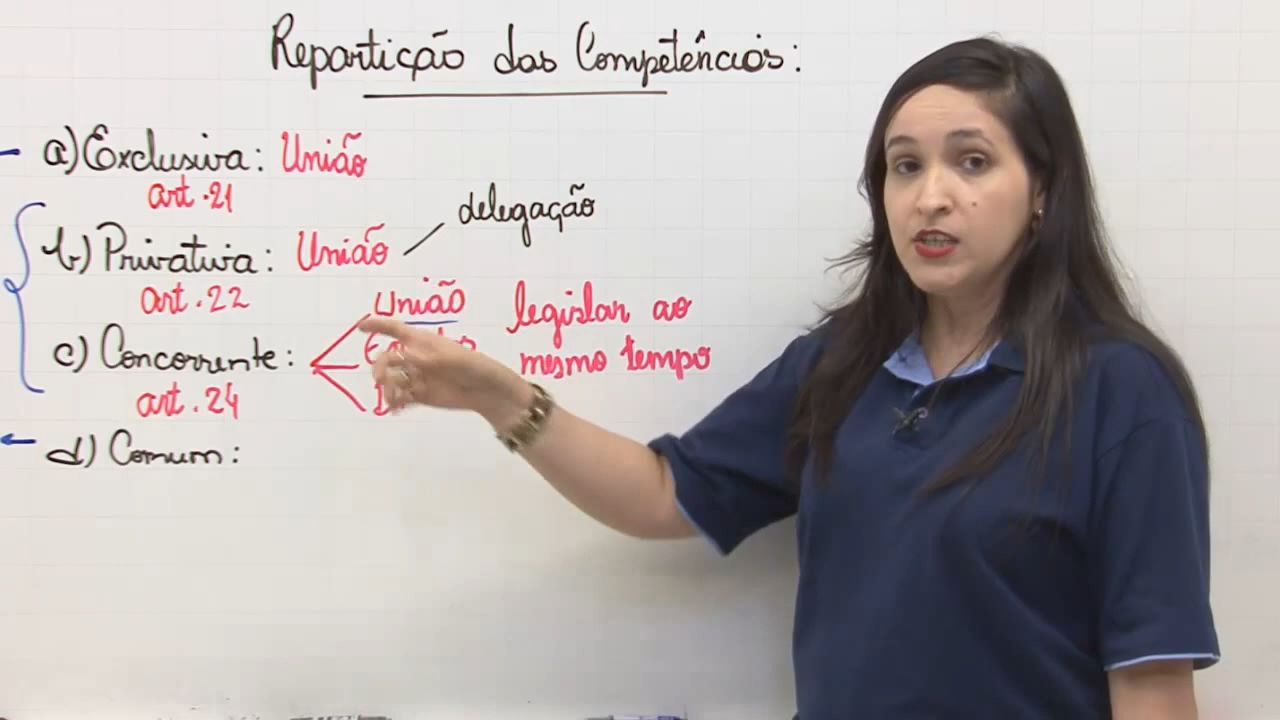 Repartição das Competências:
a) Exclusiva: União
art. 21
delegação
b) Privativa: União
art. 22
União
legislar ao
c) Concorrente:
mesmo tempo
art. 24
d) Comum: